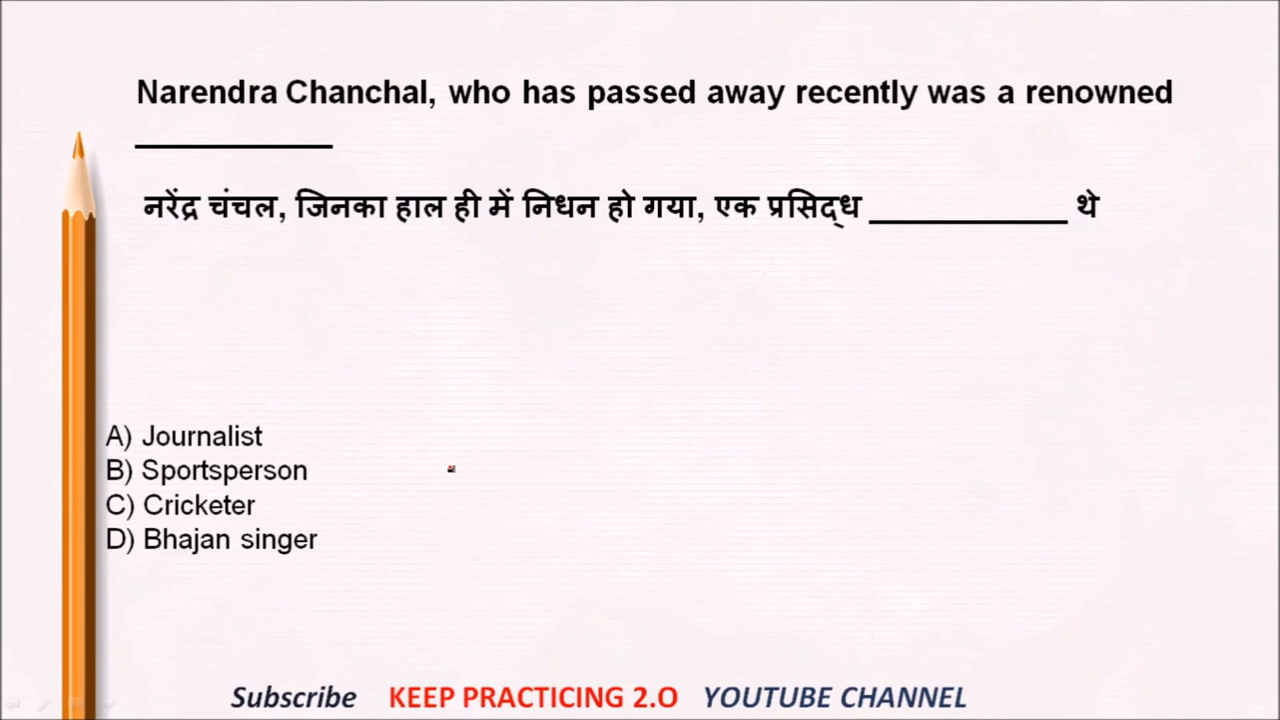 Narendra Chanchal, who has passed away recently was a renowned
____________
नरेंद्र चंचल, जिनका हाल ही में निधन हो गया, एक प्रसिद्ध ____________ थे
A) Journalist
B) Sportsperson
C) Cricketer
D) Bhajan singer
Subscribe KEEP PRACTICING 2.O YOUTUBE CHANNEL